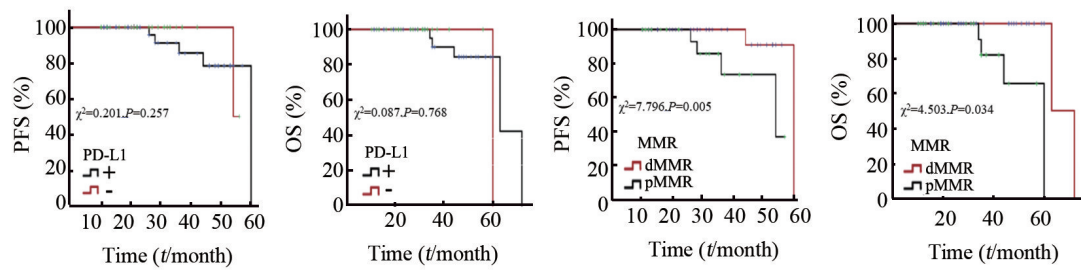 PFS (%)
100
80
60
40
20
0
χ²=0.201.P=0.257
PD-L1
+
-
10 20 30 40 50 60
Time (t/month)
OS (%)
100
80
60
40
20
0
χ²=0.087.P=0.768
PD-L1
+
-
20 40 60
Time (t/month)
PFS (%)
100
80
60
40
20
0
χ²=7.796.P=0.005
MMR
dMMR
pMMR
10 20 30 40 50 60
Time (t/month)
OS (%)
100
80
60
40
20
0
χ²=4.503.P=0.034
MMR
dMMR
pMMR
20 40 60
Time (t/month)